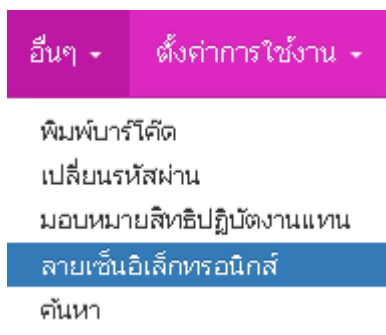 อื่นๆ ตั้งค่าการใช้งาน
พิมพ์บาร์โค๊ด
เปลี่ยนรหัสผ่าน
มอบหมายสิทธิปฏิบัตงานแทน
ลายเซ็นอิเล็กทรอนิกส์
ค้นหา